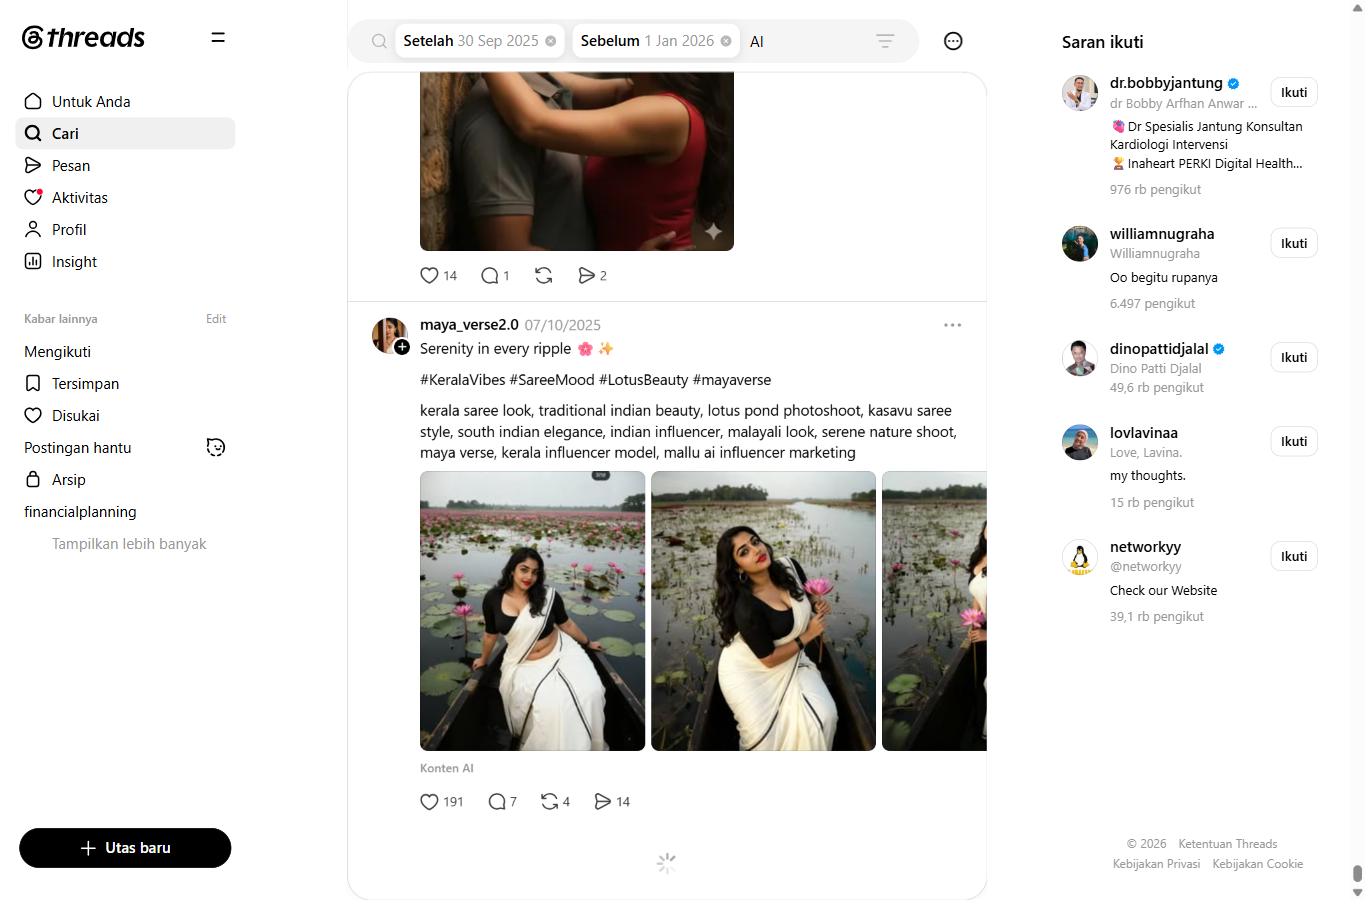 threads
Untuk Anda
Cari
Pesan
Aktivitas
Profil
Insight
Kabar lainnya
Edit
Mengikuti
Tersimpan
Disukai
Postingan hantu
Arsip
financialplanning
Tampilkan lebih banyak
Utas baru
Setelah 30 Sep 2025
Sebelum 1 Jan 2026
AI
14
1
2
maya_verse2.0 07/10/2025
Serenity in every ripple 🌸 ✨
#KeralaVibes #SareeMood #LotusBeauty #mayaverse
kerala saree look, traditional indian beauty, lotus pond photoshoot, kasavu saree
style, south indian elegance, indian influencer, malayali look, serene nature shoot,
maya verse, kerala influencer model, mallu ai influencer marketing
3/10
Konten AI
191
7
4
14
Saran ikuti
dr.bobbyjantung
Ikuti
dr Bobby Arfhan Anwar ...
🫀Dr Spesialis Jantung Konsultan
Kardiologi Intervensi
🏆Inaheart PERKI Digital Health...
976 rb pengikut
williamnugraha
Ikuti
Williamnugraha
Oo begitu rupanya
6.497 pengikut
dinopattidjalal
Ikuti
Dino Patti Djalal
49,6 rb pengikut
lovlavinaa
Ikuti
Love, Lavina.
my thoughts.
15 rb pengikut
networkyy
Ikuti
@networkyy
Check our Website
39,1 rb pengikut
© 2026
Ketentuan Threads
Kebijakan Privasi
Kebijakan Cookie